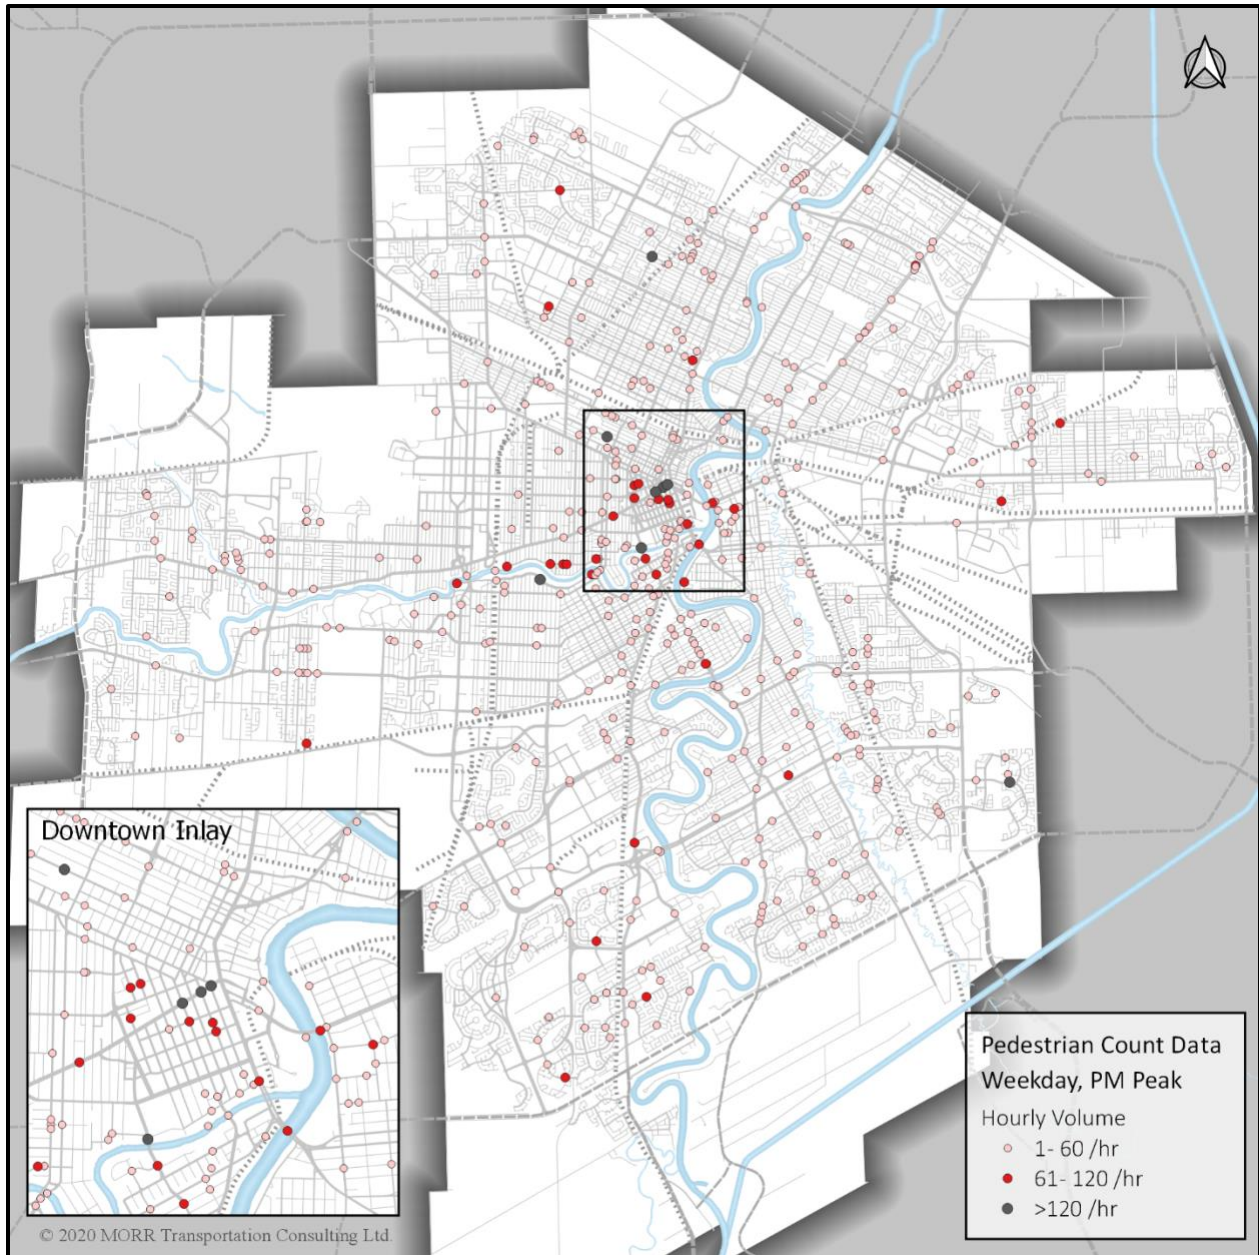 Downtown Inlay
© 2020 MORR Transportation Consulting Ltd.
Pedestrian Count Data
Weekday, PM Peak
Hourly Volume
1- 60 /hr
61- 120 /hr
>120 /hr